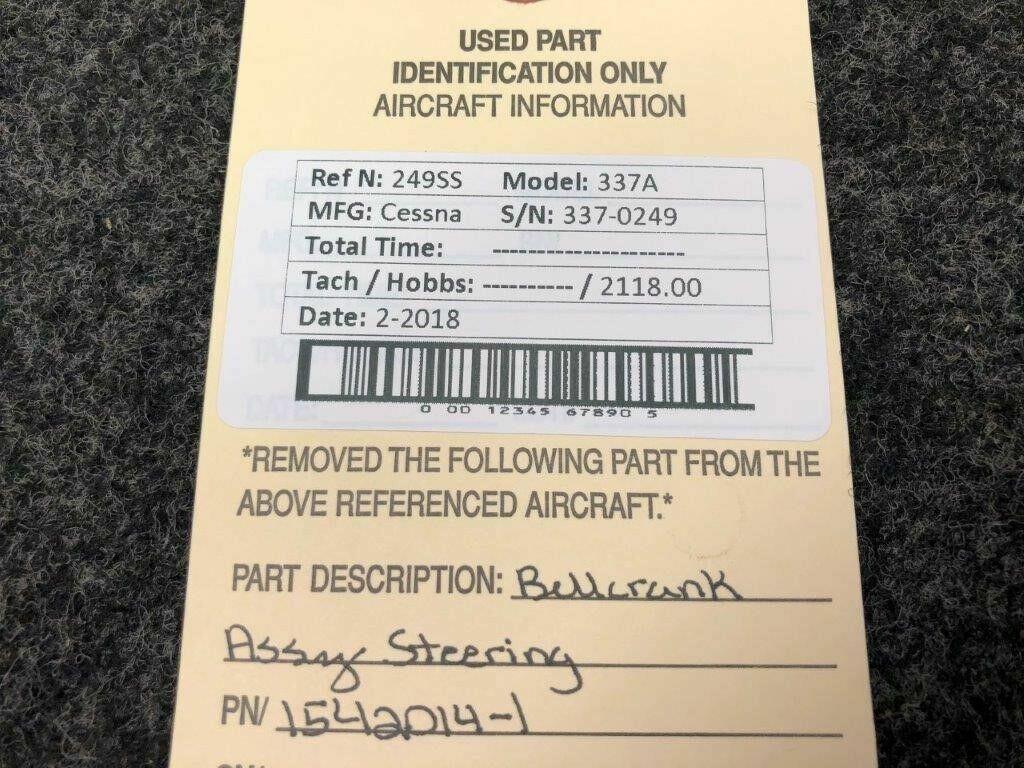 USED PART
IDENTIFICATION ONLY
AIRCRAFT INFORMATION
Ref N: 249SS Model: 337A
MFG: Cessna S/N: 337-0249
Total Time: --------------------
Tach / Hobbs: ---------- / 2118.00
Date: 2-2018
0 00 12345 67890 5
*REMOVED THE FOLLOWING PART FROM THE
ABOVE REFERENCED AIRCRAFT.*
PART DESCRIPTION: Bellcrank
Assay Steering
PN/ 1542014-1